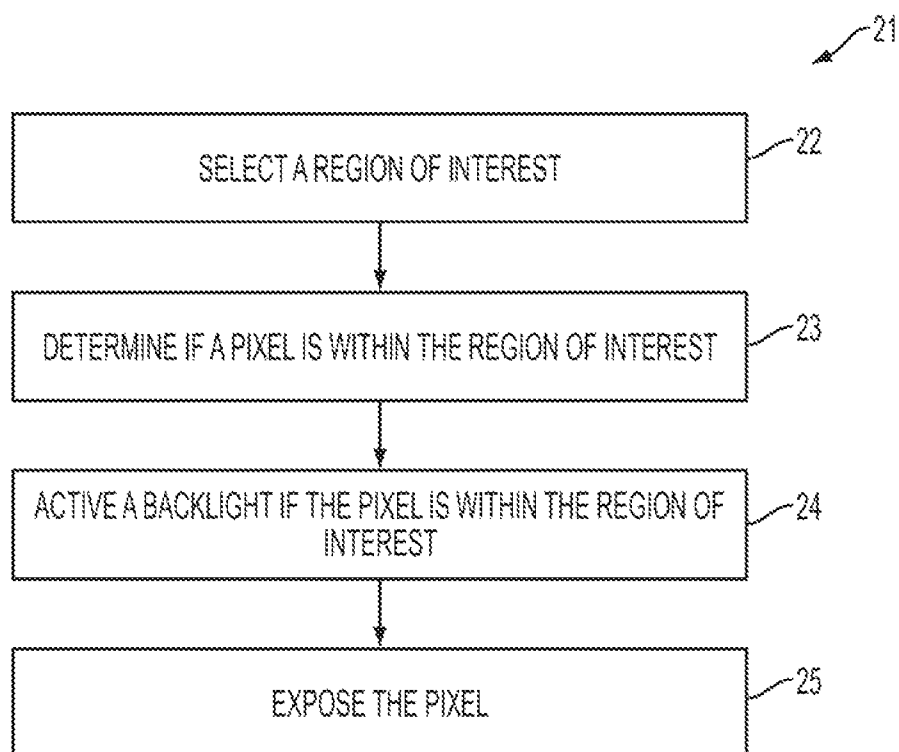 21
SELECT A REGION OF INTEREST
22
DETERMINE IF A PIXEL IS WITHIN THE REGION OF INTEREST
23
ACTIVE A BACKLIGHT IF THE PIXEL IS WITHIN THE REGION OF
INTEREST
24
EXPOSE THE PIXEL
25